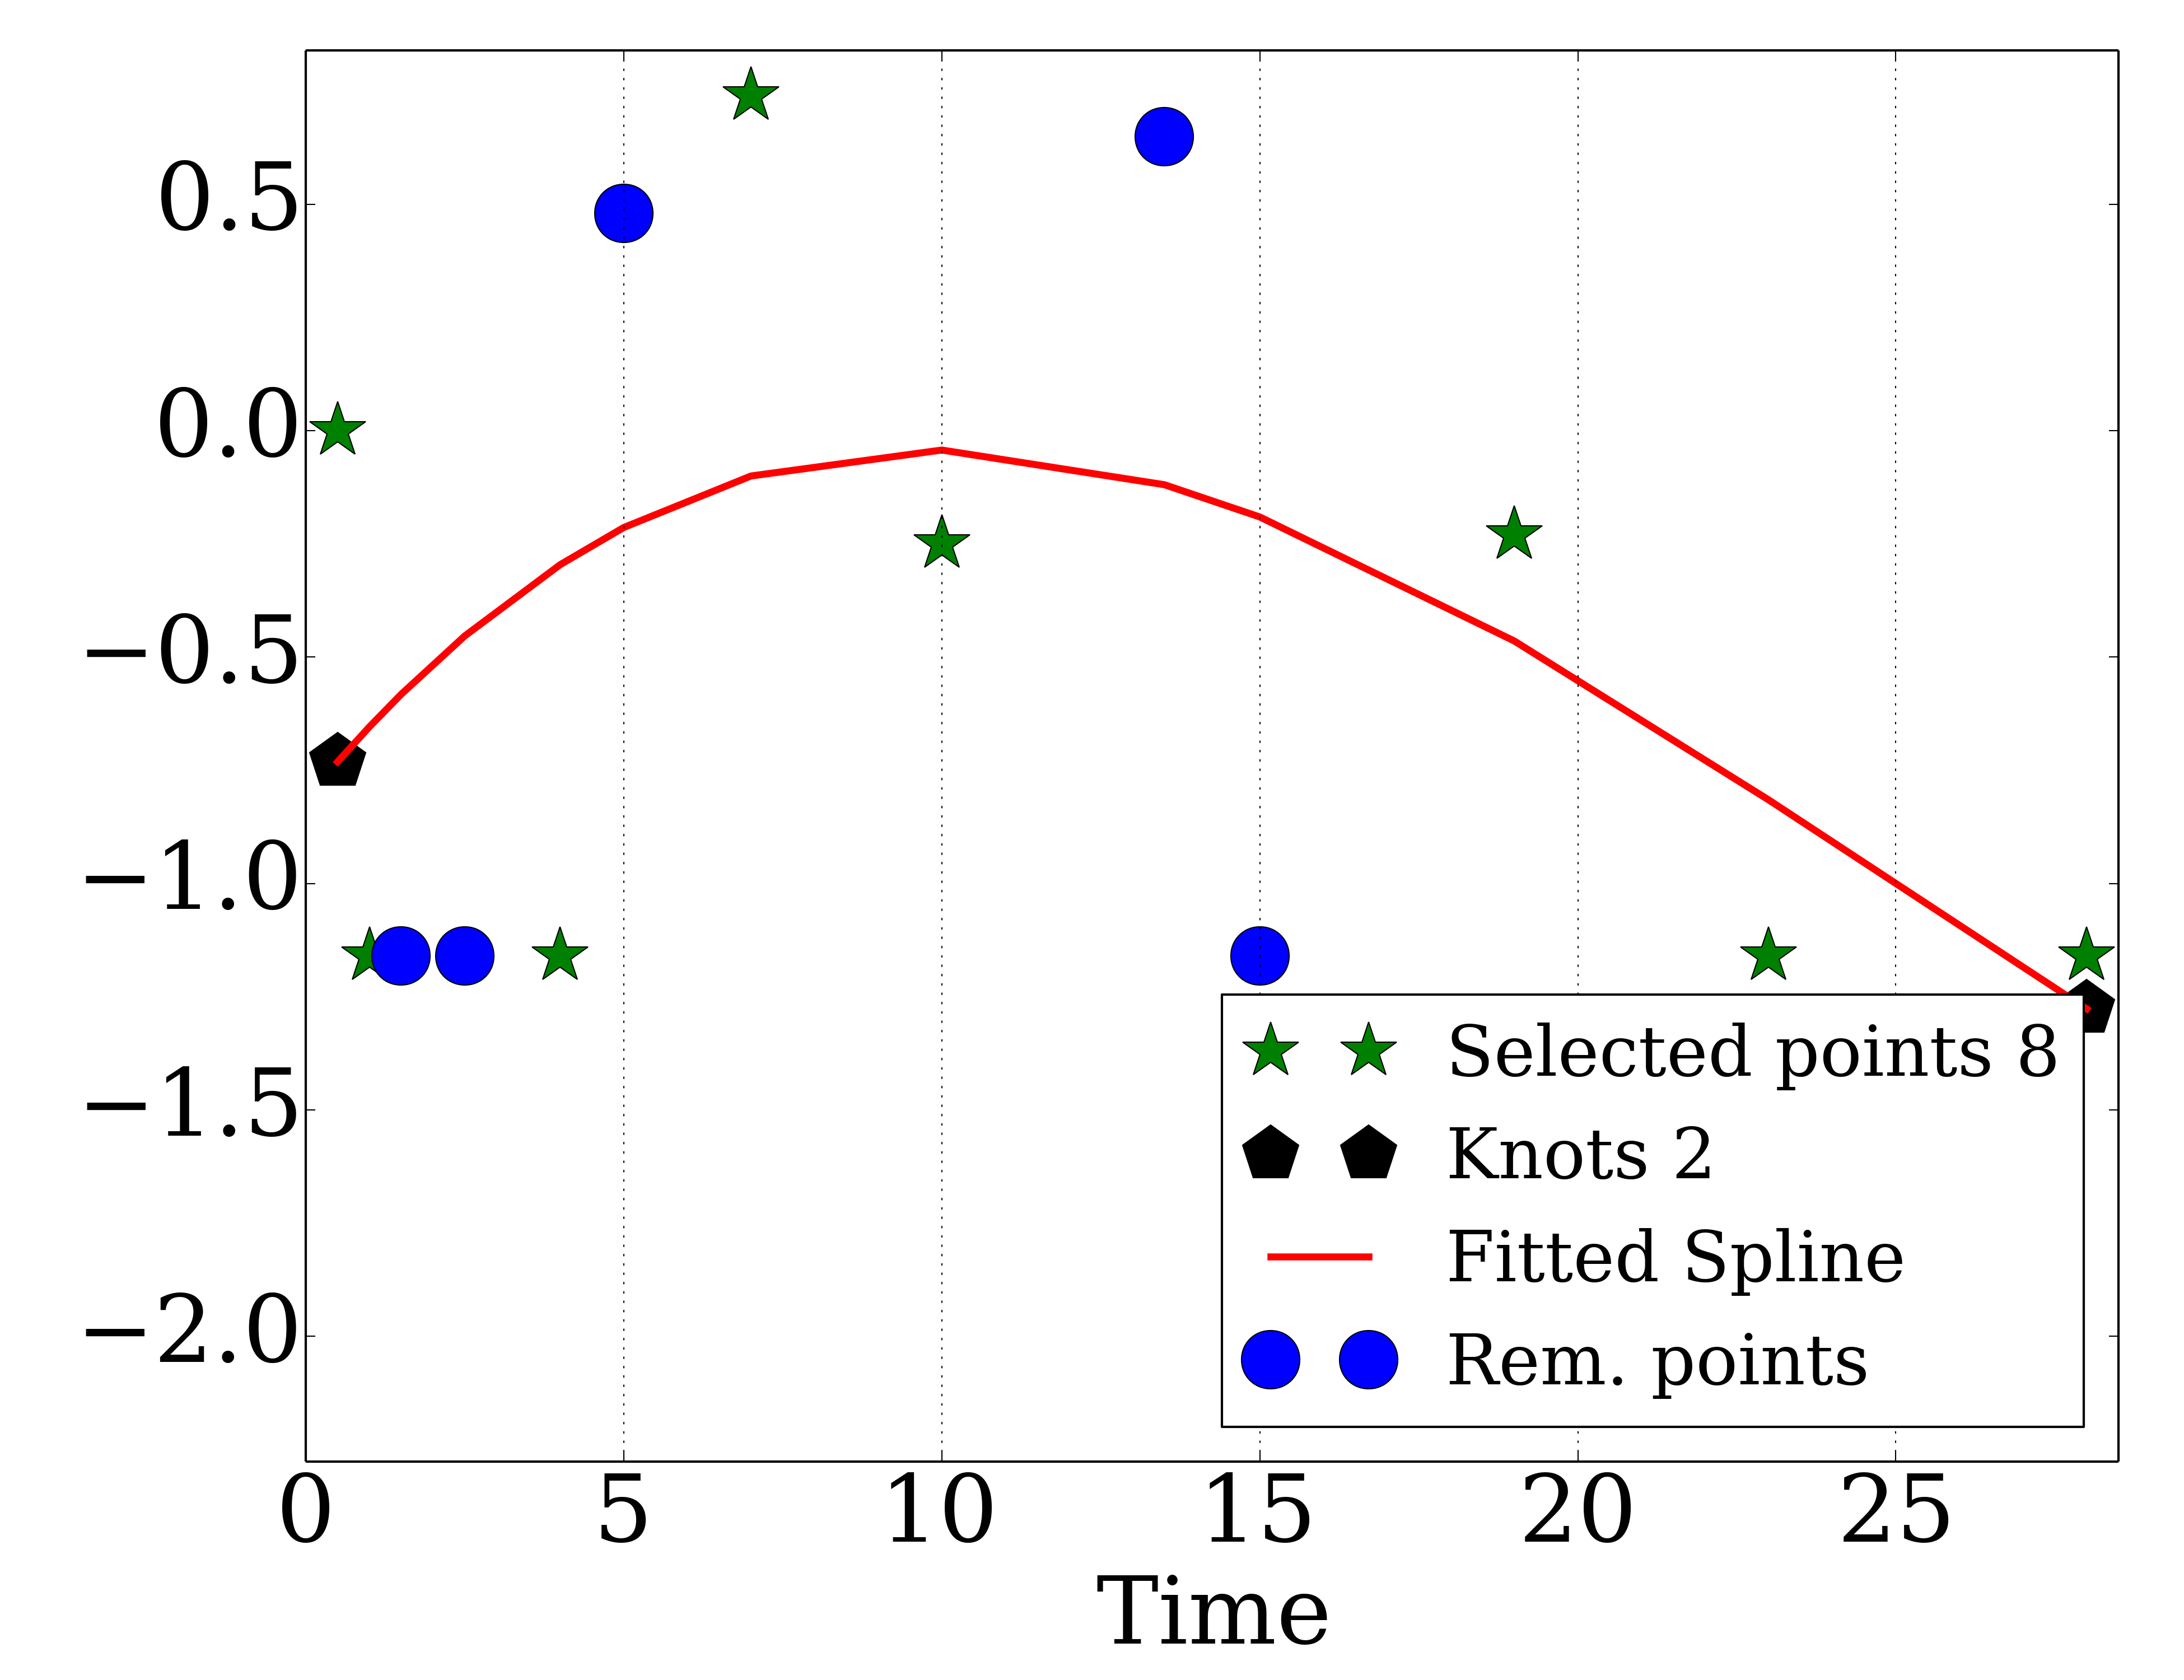 0.5
0.0
−0.5
−1.0
−1.5
−2.0
Selected points 8
Knots 2
Fitted Spline
Rem. points
0 5 10 15 20 25
Time